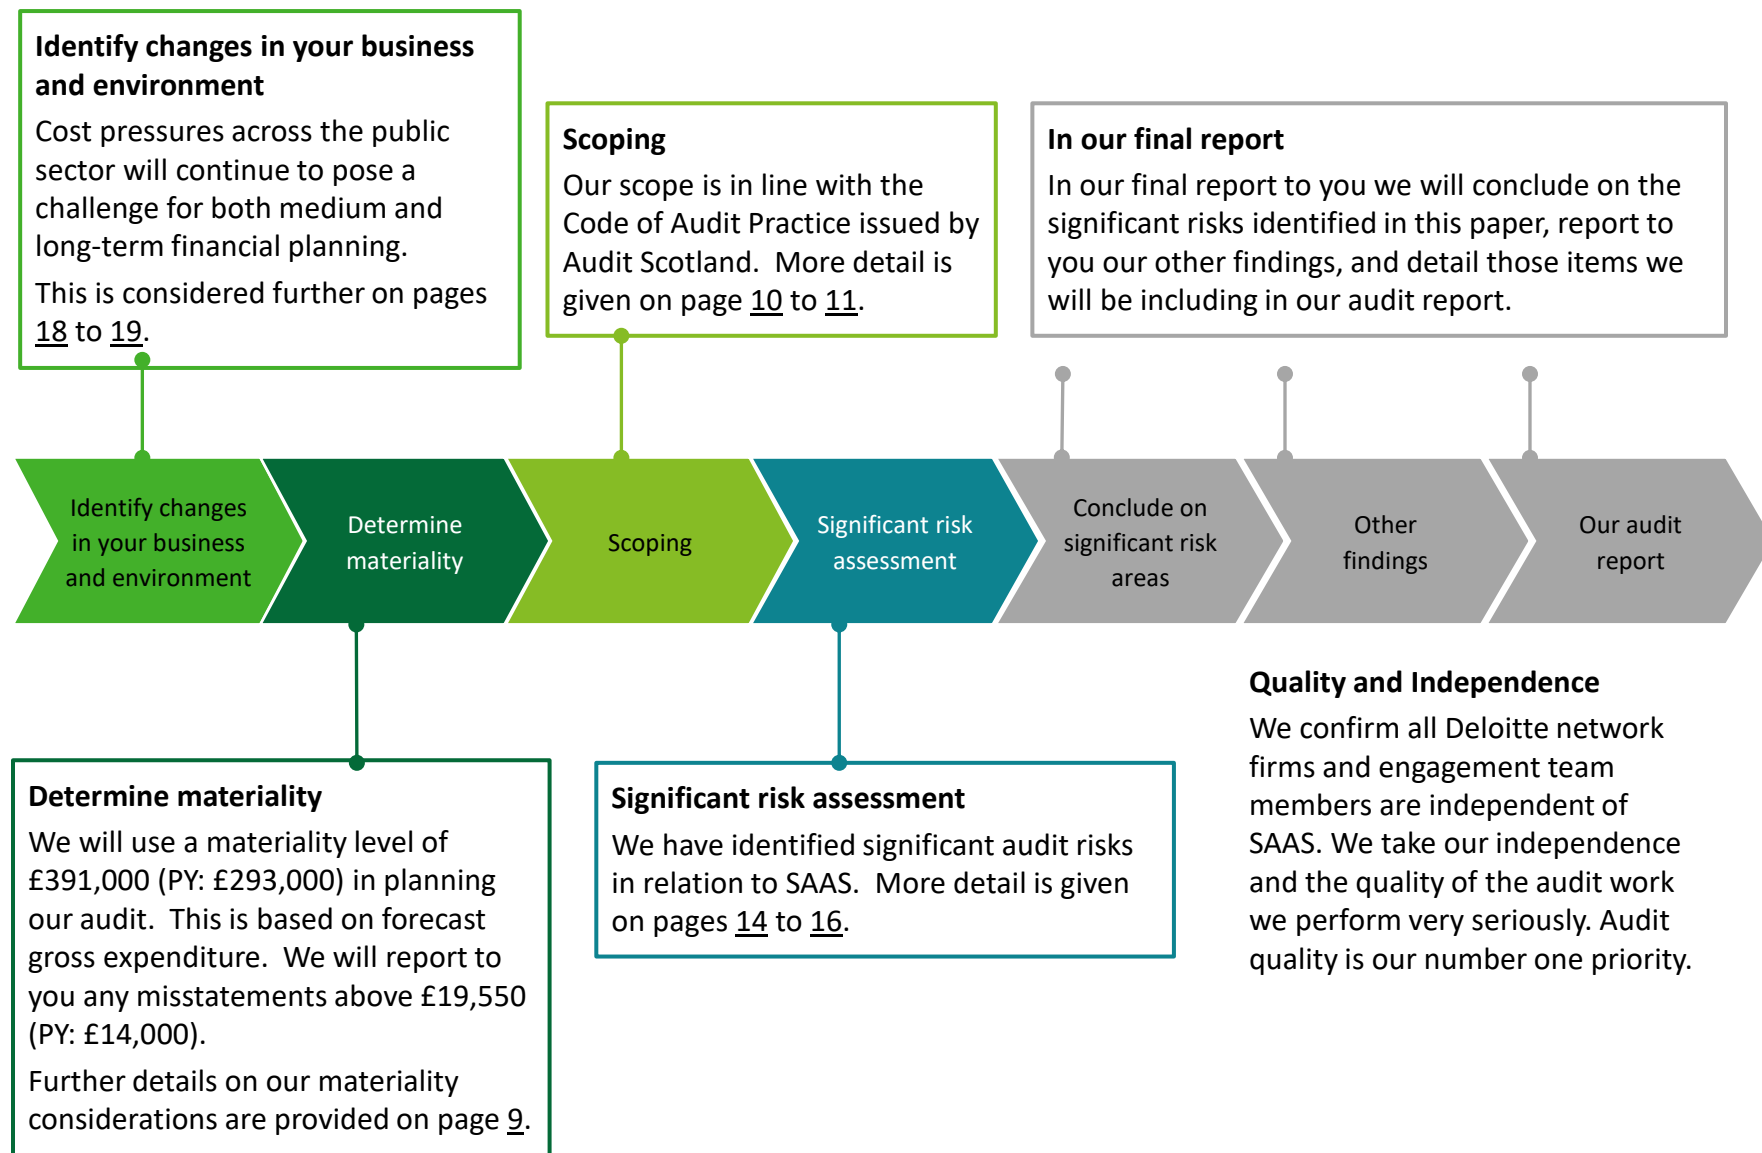 Identify changes in your business
and environment
Cost pressures across the public
sector will continue to pose a
challenge for both medium and
long-term financial planning.
This is considered further on pages
18 to 19.
Scoping
Our scope is in line with the
Code of Audit Practice issued by
Audit Scotland.  More detail is
given on page 10 to 11.
In our final report
In our final report to you we will conclude on the
significant risks identified in this paper, report to
you our other findings, and detail those items we
will be including in our audit report.
Identify changes
in your business
and environment
Determine
materiality
Scoping
Significant risk
assessment
Conclude on
significant risk
areas
Other
findings
Our audit
report
Determine materiality
We will use a materiality level of
£391,000 (PY: £293,000) in planning
our audit.  This is based on forecast
gross expenditure.  We will report to
you any misstatements above £19,550
(PY: £14,000).
Further details on our materiality
considerations are provided on page 9.
Significant risk assessment
We have identified significant audit risks
in relation to SAAS.  More detail is given
on pages 14 to 16.
Quality and Independence
We confirm all Deloitte network
firms and engagement team
members are independent of
SAAS. We take our independence
and the quality of the audit work
we perform very seriously. Audit
quality is our number one priority.